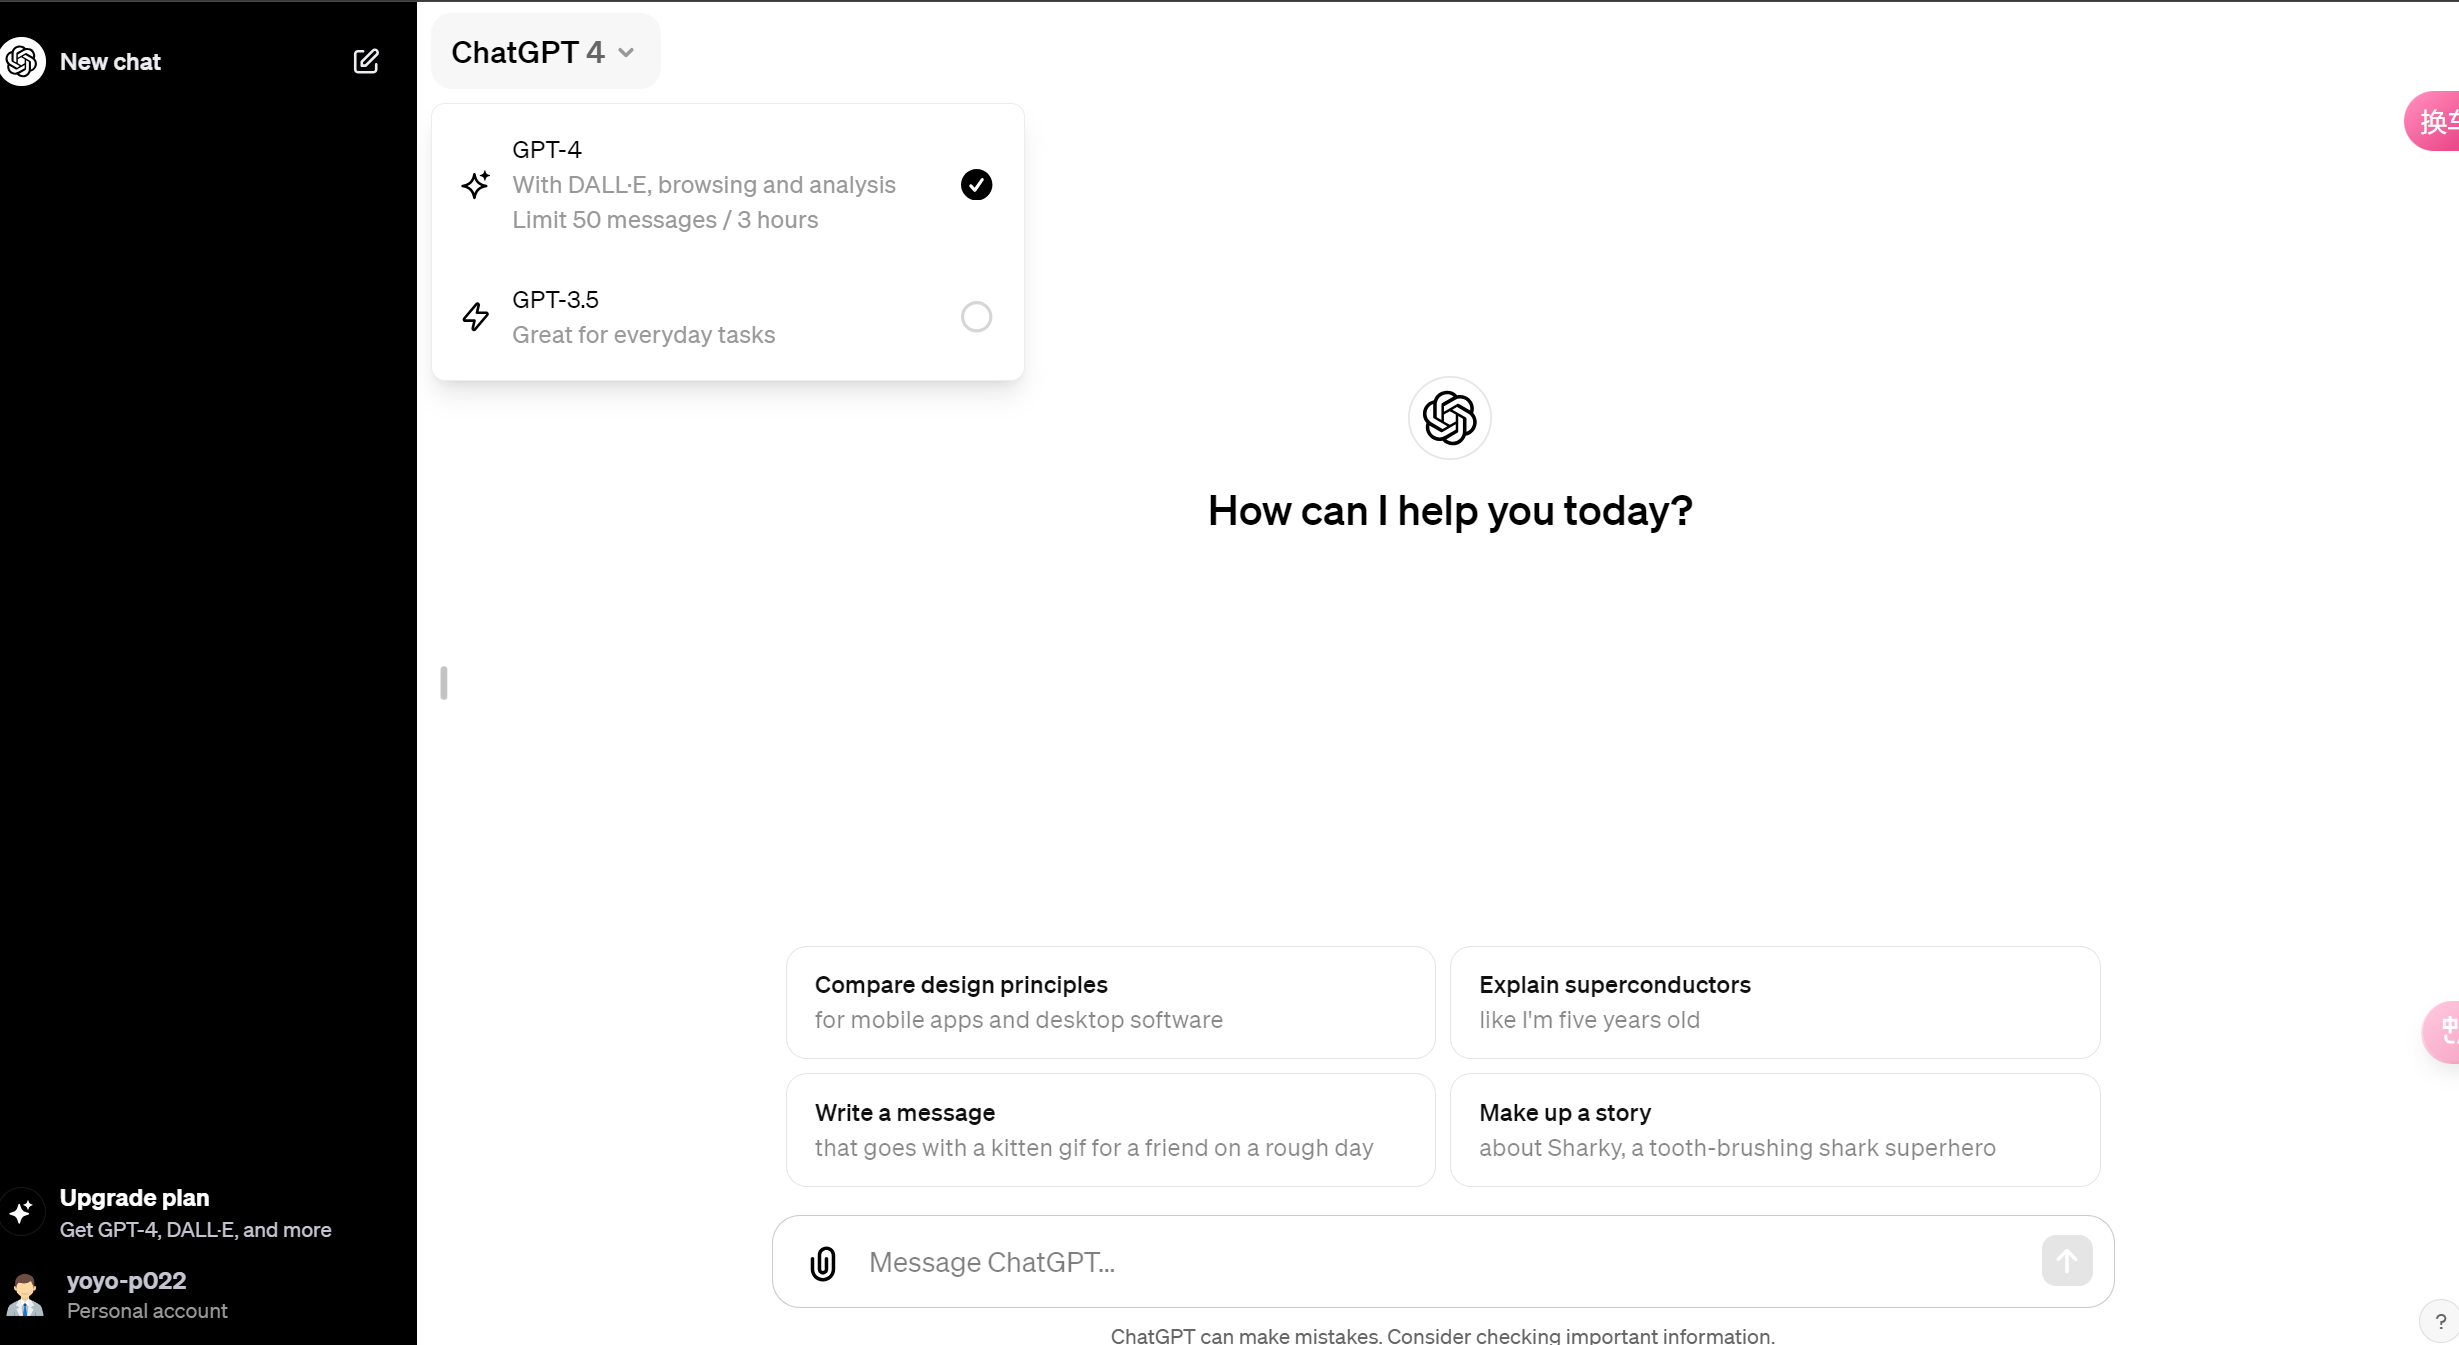 New chat
ChatGPT 4
GPT-4
With DALL·E, browsing and analysis
Limit 50 messages / 3 hours
GPT-3.5
Great for everyday tasks
换车
How can I help you today?
Compare design principles
for mobile apps and desktop software
Explain superconductors
like I'm five years old
Write a message
that goes with a kitten gif for a friend on a rough day
Make up a story
about Sharky, a tooth-brushing shark superhero
Upgrade plan
Get GPT-4, DALL·E, and more
yoyo-p022
Personal account
Message ChatGPT...
ChatGPT can make mistakes. Consider checking important information.
?